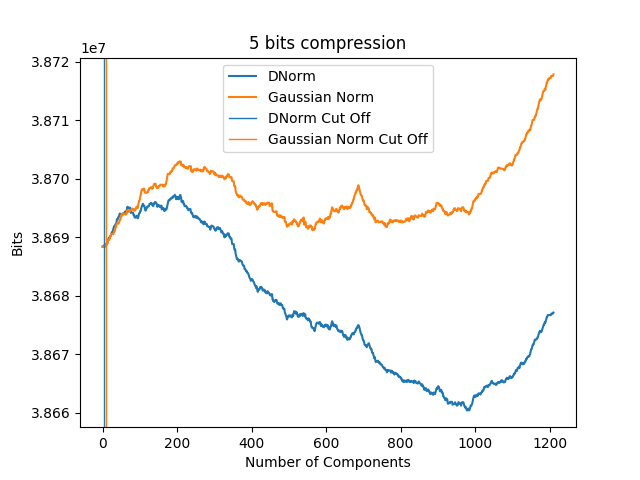 5 bits compression
1e7
3.872
3.871
3.870
3.869
3.868
3.867
3.866
Bits
DNorm
Gaussian Norm
DNorm Cut Off
Gaussian Norm Cut Off
0 200 400 600 800 1000 1200
Number of Components